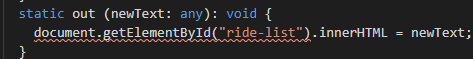 static out (newText: any): void {
document.getElementById("ride-list").innerHTML = newText;
}